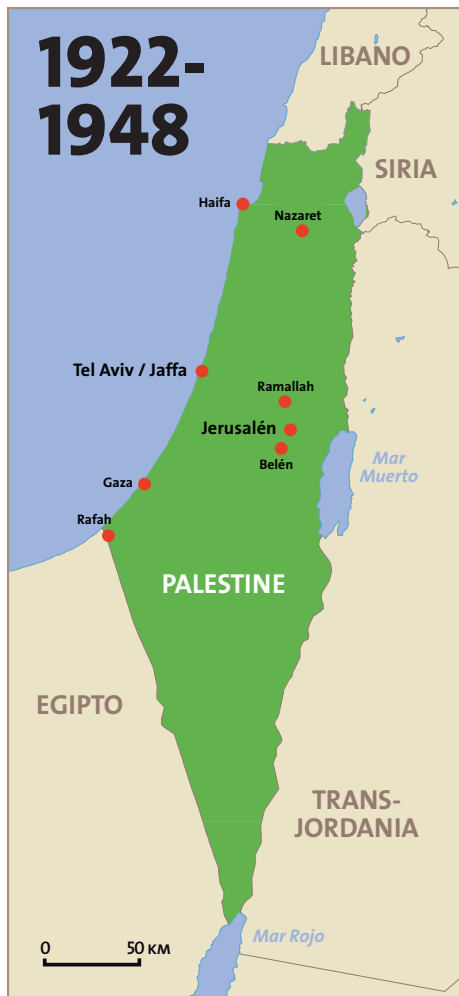 1922-
1948
LIBANO
SIRIA
Haifa
Nazaret
Tel Aviv / Jaffa
Ramallah
Jerusalén
Belén
Mar
Muerto
Gaza
Rafah
PALESTINE
EGIPTO
TRANS-
JORDANIA
Mar Rojo
0 50 KM